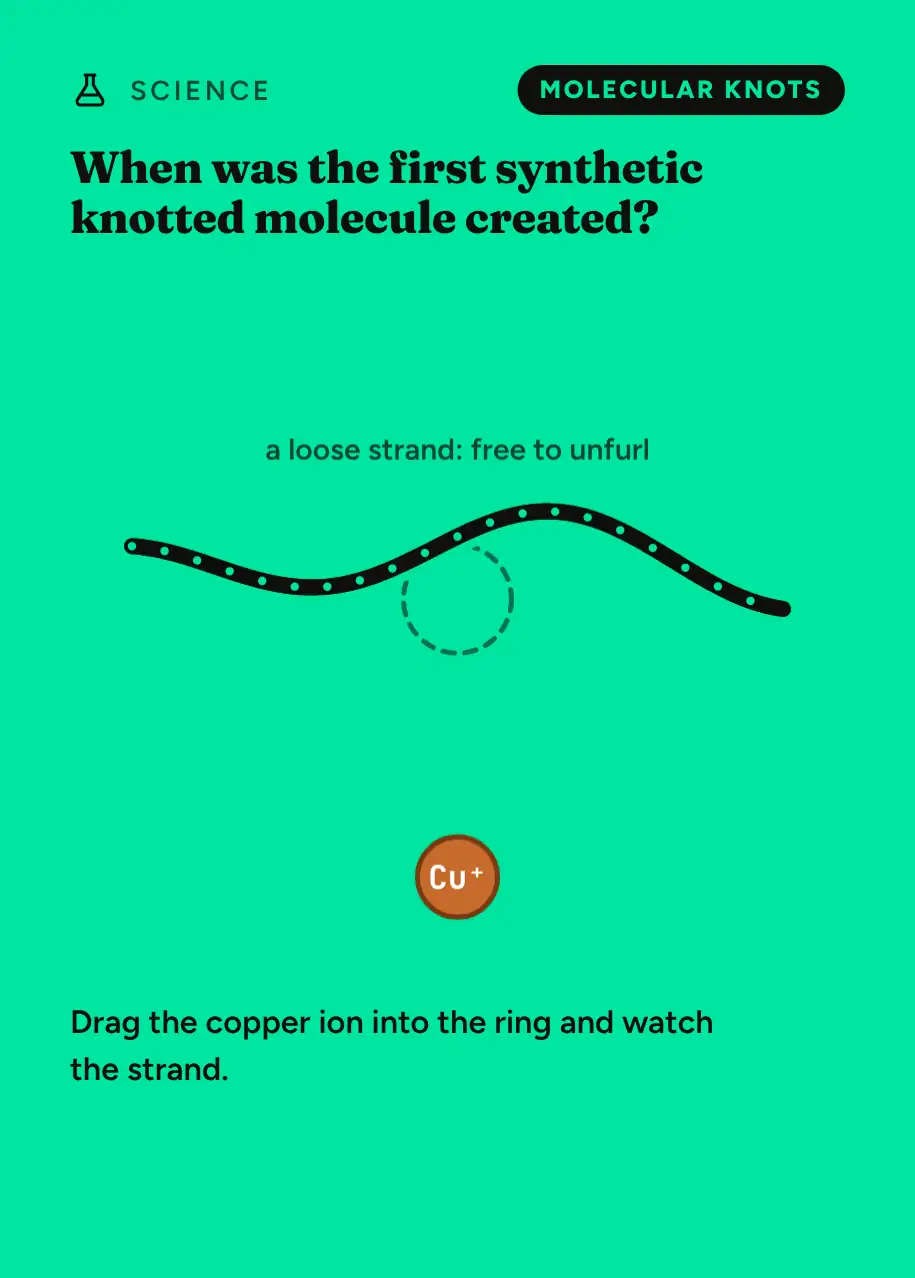 SCIENCE
MOLECULAR KNOTS
When was the first synthetic
knotted molecule created?
a loose strand: free to unfurl
Cu⁺
Drag the copper ion into the ring and watch
the strand.